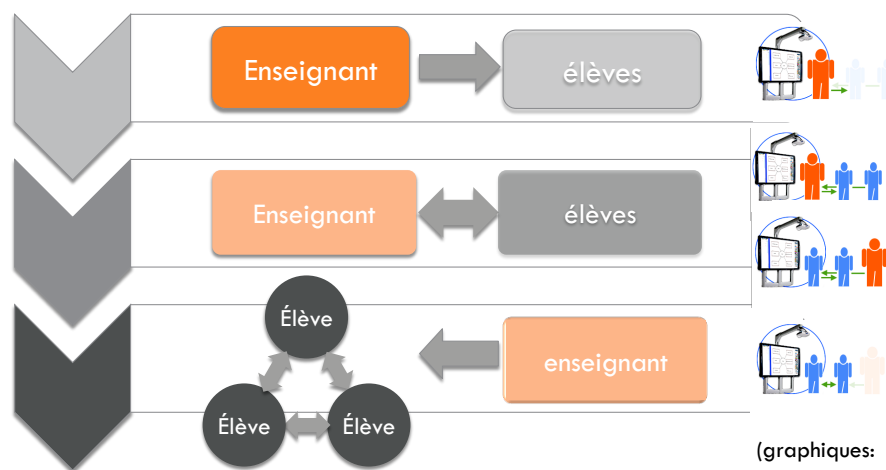 Enseignant
élèves
Enseignant
élèves
Élève
enseignant
Élève
Élève
(graphiques: